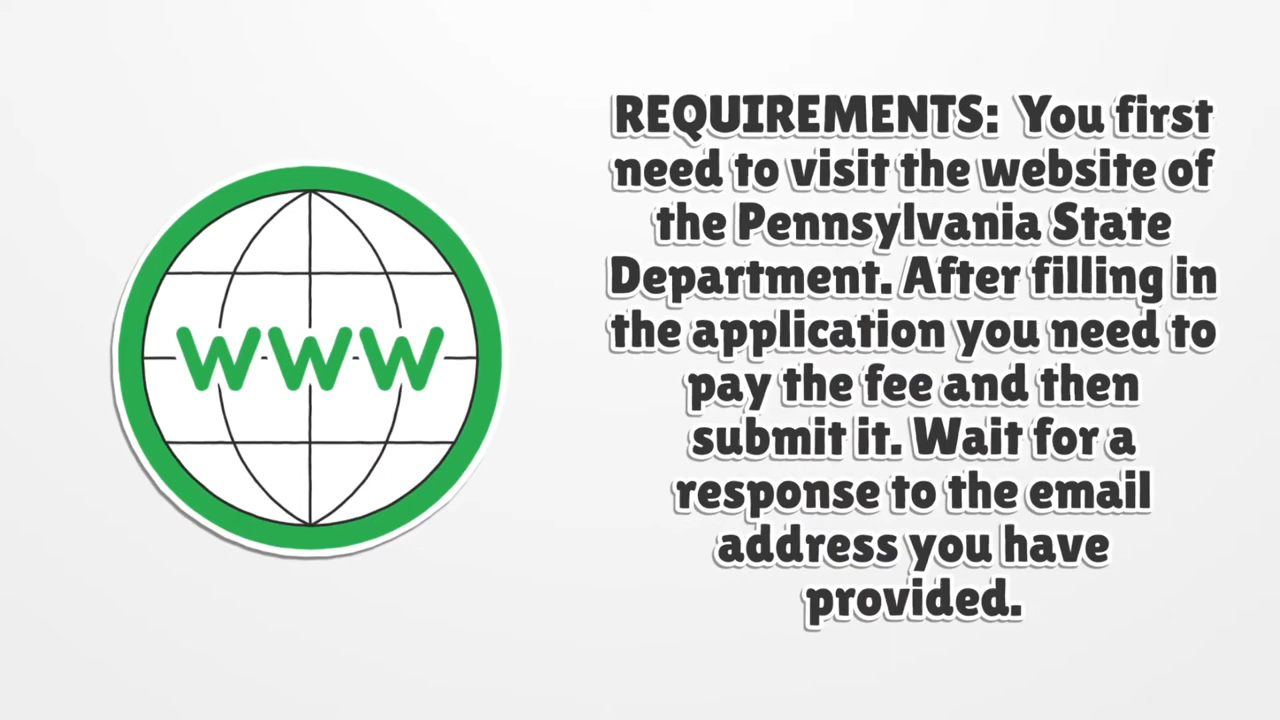 REQUIREMENTS: You first
need to visit the website of
the Pennsylvania State
Department. After filling in
the application you need to
pay the fee and then
submit it. Wait for a
response to the email
address you have
provided.
www